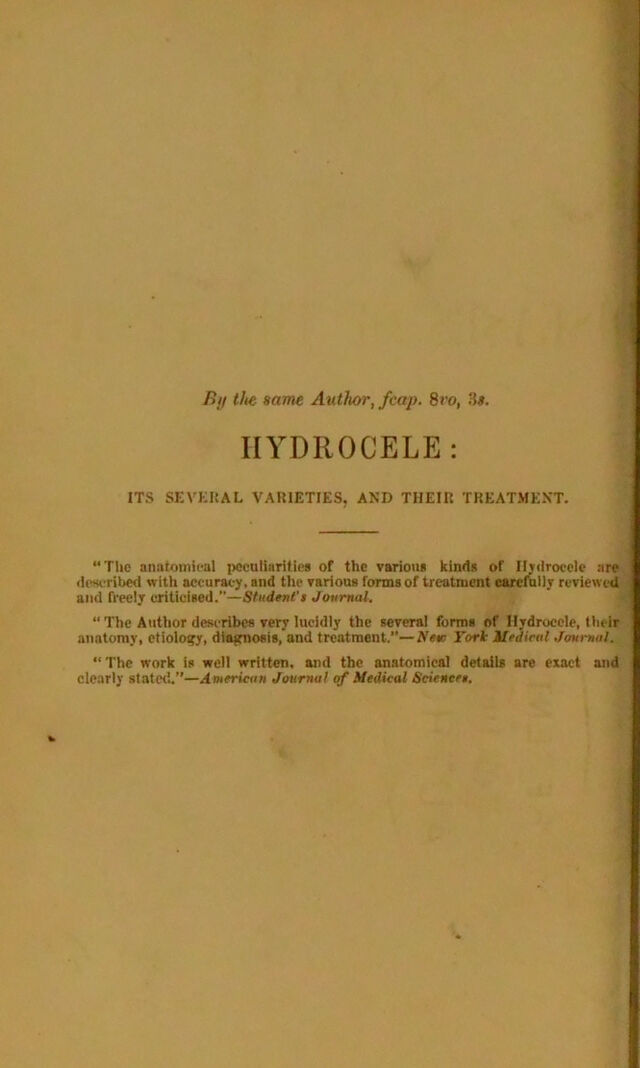 By the same Author, fcap. 8vo, 3s.
HYDROCELE:
ITS SEVERAL VARIETIES, AND THEIR TREATMENT.
"The anatomical peculiarities of the various kinds of Hydrocele are
described with accuracy, and the various forms of treatment carefully reviewed
and freely criticised."—Student's Journal.
"The Author describes very lucidly the several forms of Hydrocele, their
anatomy, etiology, diagnosis, and treatment."—New York Medical Journal.
"The work is well written, and the anatomical details are exact and
clearly stated."—American Journal of Medical Sciences.